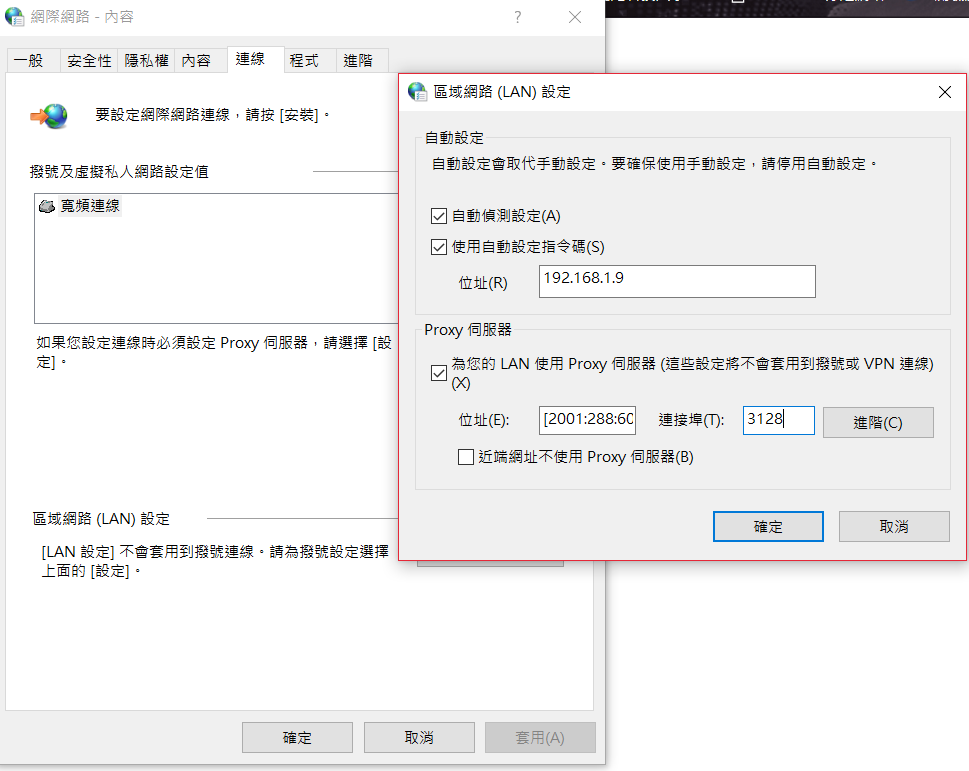 網際網路 - 內容
?
一般
安全性
隱私權
內容
連線
程式
進階
要設定網際網路連線，請按 [安裝]。
撥號及虛擬私人網路設定值
寬頻連線
如果您設定連線時必須設定 Proxy 伺服器，請選擇 [設
定]。
區域網路 (LAN) 設定
[LAN 設定] 不會套用到撥號連線。請為撥號設定選擇
上面的 [設定]。
確定
取消
套用(A)
區域網路 (LAN) 設定
自動設定
自動設定會取代手動設定。要確保使用手動設定，請停用自動設定。
自動偵測設定(A)
使用自動設定指令碼(S)
位址(R)
192.168.1.9
Proxy 伺服器
為您的 LAN 使用 Proxy 伺服器 (這些設定將不會套用到撥號或 VPN 連線)
(X)
位址(E):
[2001:288:60
連接埠(T):
3128
進階(C)
近端網址不使用 Proxy 伺服器(B)
確定
取消